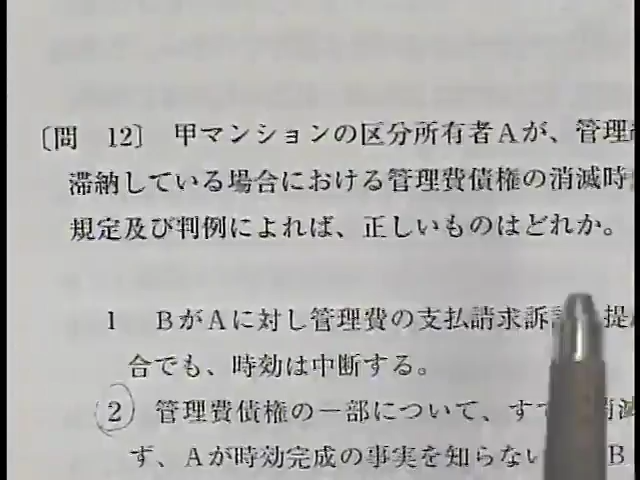 〔問 12〕 甲マンションの区分所有者Aが、管理
滞納している場合における管理費債権の消滅時
規定及び判例によれば、正しいものはどれか。
1 BがAに対し管理費の支払請求訴 提
合でも、時効は中断する。
2 管理費債権の一部について、すで 消滅
ず、Aが時効完成の事実を知らない B